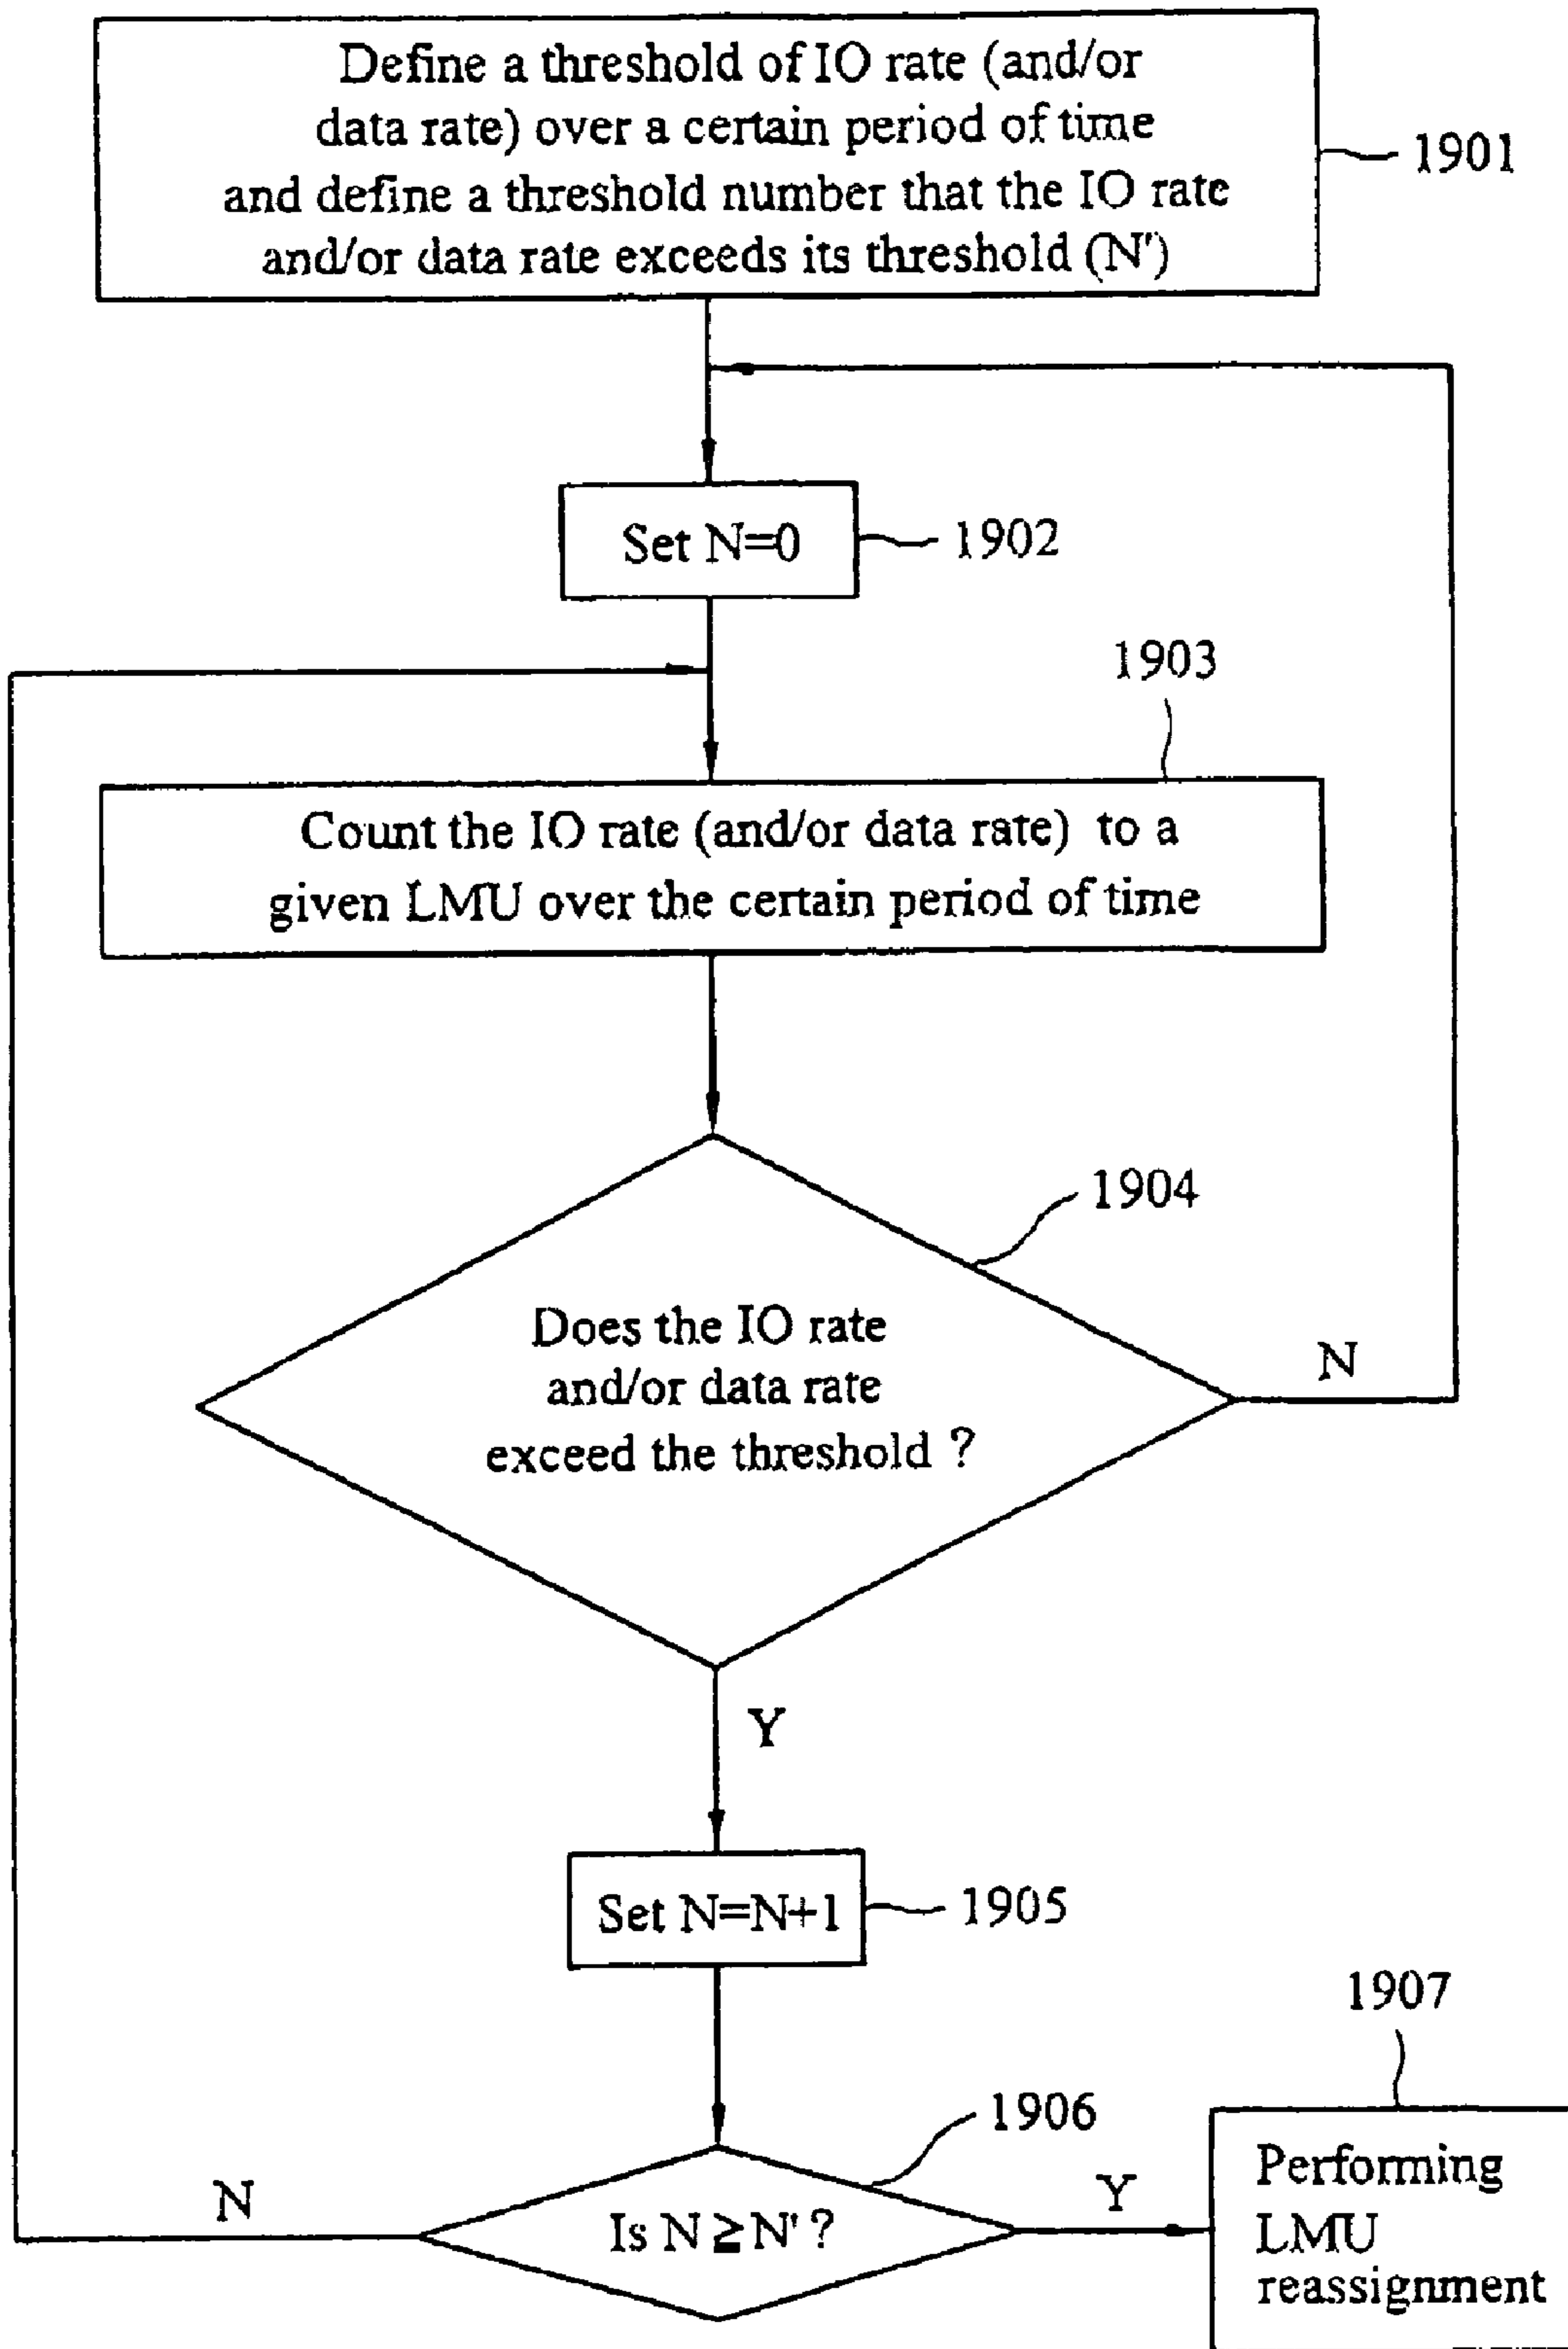 Define a threshold of IO rate (and/or
data rate) over a certain period of time
and define a threshold number that the IO rate
and/or data rate exceeds its threshold (N')
1901
Set N=0
1902
1903
Count the IO rate (and/or data rate) to a
given LMU over the certain period of time
1904
Does the IO rate
and/or data rate
exceed the threshold ?
N
Y
Set N=N+1
1905
1907
1906
N
Is N≧N' ?
Y
Performing
LMU
reassignment